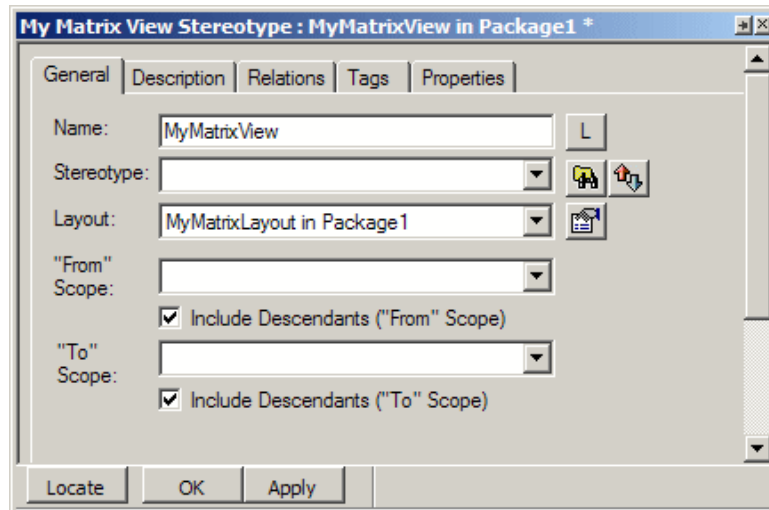 My Matrix View Stereotype : MyMatrixView in Package1 *
General Description Relations Tags Properties
Name: MyMatrixView L
Stereotype:
Layout: MyMatrixLayout in Package1
"From"
Scope:
Include Descendants ("From" Scope)
"To"
Scope:
Include Descendants ("To" Scope)
Locate OK Apply